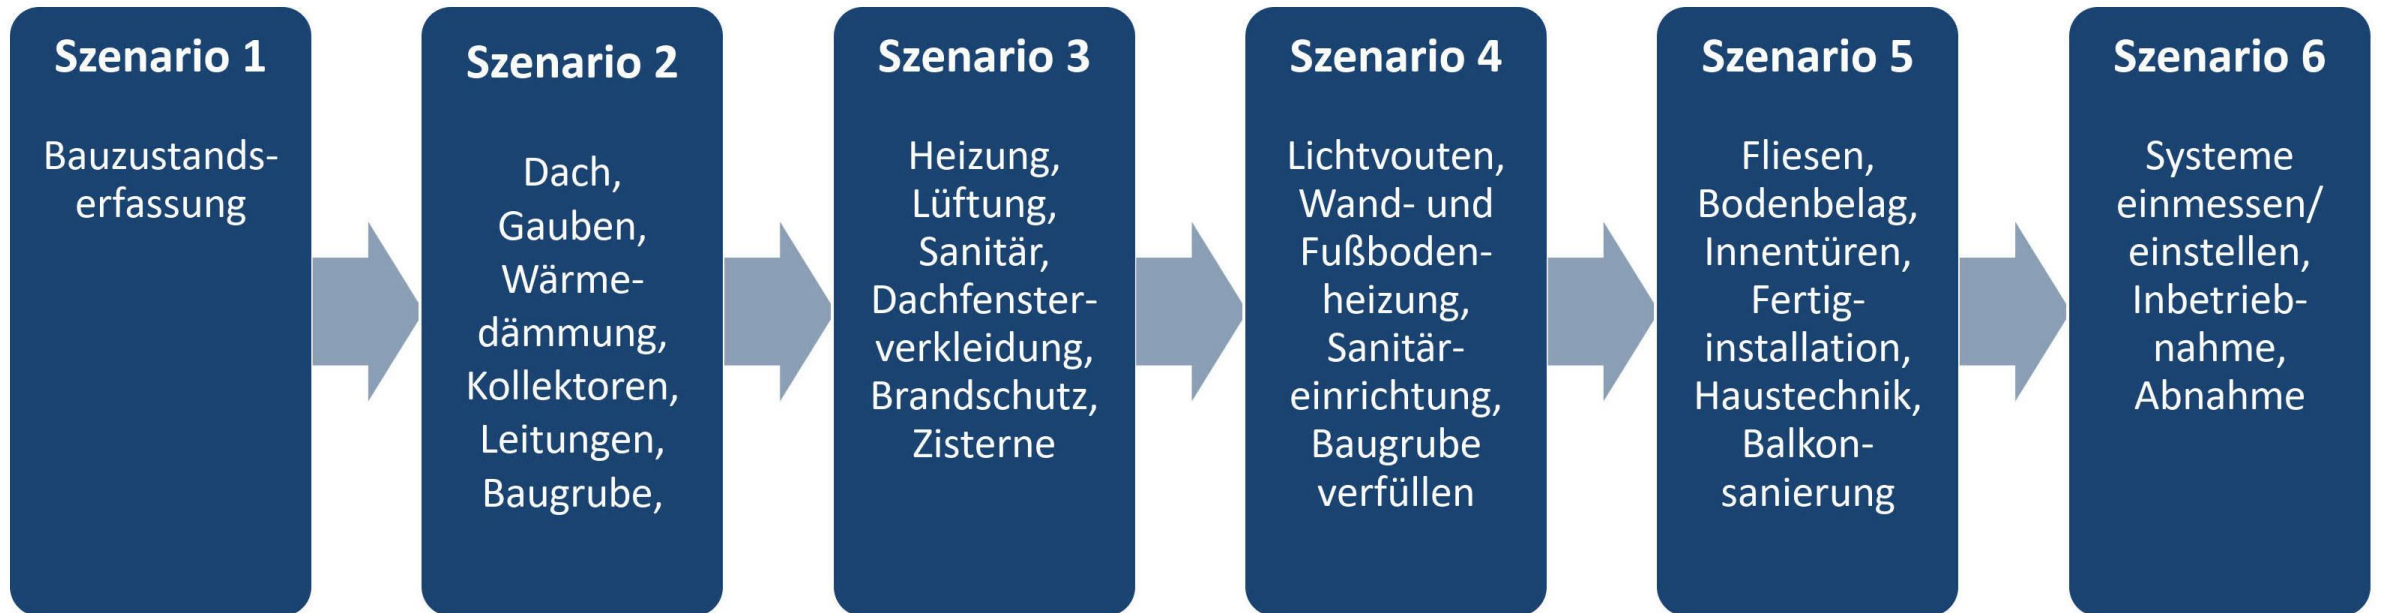 Szenario 1
Bauzustands-
erfassung
Szenario 2
Dach,
Gauben,
Wärme-
dämmung,
Kollektoren,
Leitungen,
Baugrube,
Szenario 3
Heizung,
Lüftung,
Sanitär,
Dachfenster-
verkleidung,
Brandschutz,
Zisterne
Szenario 4
Lichtvouten,
Wand- und
Fußboden-
heizung,
Sanitär-
einrichtung,
Baugrube
verfüllen
Szenario 5
Fliesen,
Bodenbelag,
Innentüren,
Fertig-
installation,
Haustechnik,
Balkon-
sanierung
Szenario 6
Systeme
einmessen/
einstellen,
Inbetrieb-
nahme,
Abnahme